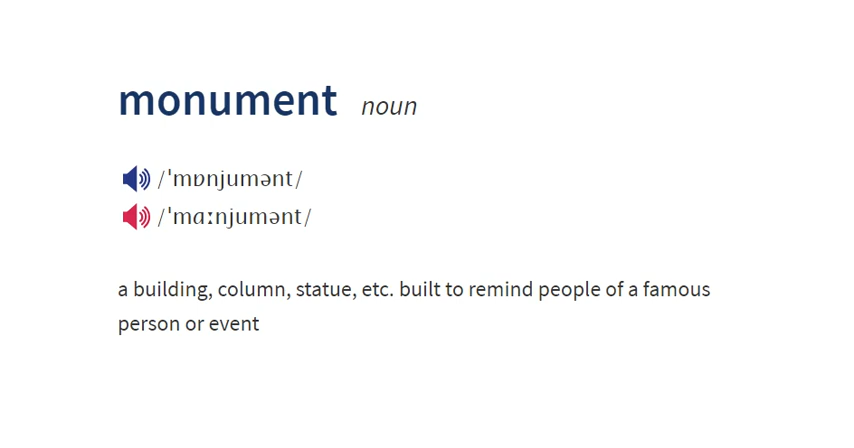 monument noun
/ˈmɒnjumənt/
/ˈmɑːnjumənt/
a building, column, statue, etc. built to remind people of a famous
person or event